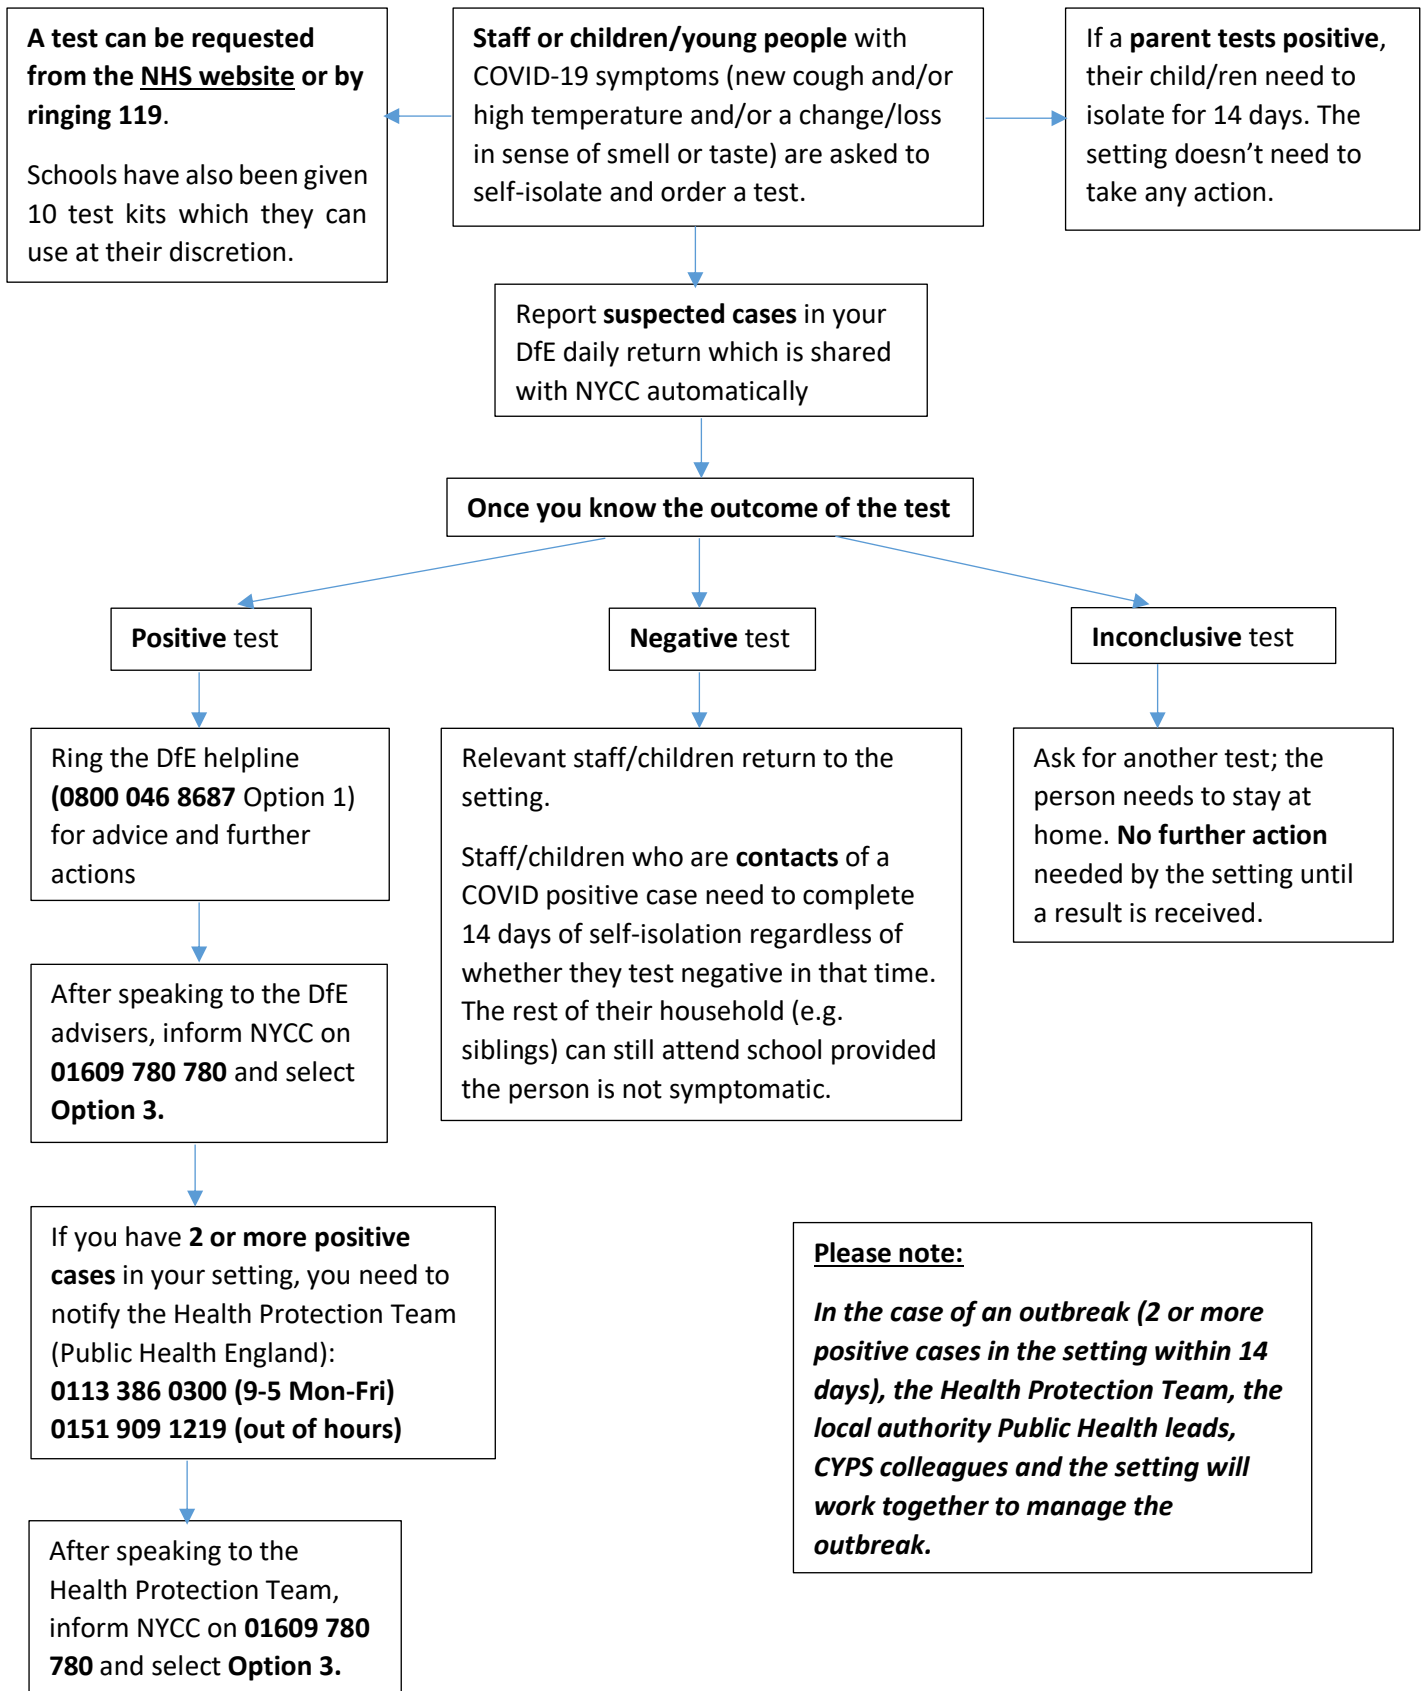 A test can be requested
from the NHS website or by
ringing 119.
Schools have also been given
10 test kits which they can
use at their discretion.
Staff or children/young people with
COVID-19 symptoms (new cough and/or
high temperature and/or a change/loss
in sense of smell or taste) are asked to
self-isolate and order a test.
If a parent tests positive,
their child/ren need to
isolate for 14 days. The
setting doesn’t need to
take any action.
Report suspected cases in your
DfE daily return which is shared
with NYCC automatically
Once you know the outcome of the test
Positive test
Negative test
Inconclusive test
Ring the DfE helpline
(0800 046 8687 Option 1)
for advice and further
actions
After speaking to the DfE
advisers, inform NYCC on
01609 780 780 and select
Option 3.
If you have 2 or more positive
cases in your setting, you need to
notify the Health Protection Team
(Public Health England):
0113 386 0300 (9-5 Mon-Fri)
0151 909 1219 (out of hours)
After speaking to the
Health Protection Team,
inform NYCC on 01609 780
780 and select Option 3.
Relevant staff/children return to the
setting.
Staff/children who are contacts of a
COVID positive case need to complete
14 days of self-isolation regardless of
whether they test negative in that time.
The rest of their household (e.g.
siblings) can still attend school provided
the person is not symptomatic.
Ask for another test; the
person needs to stay at
home. No further action
needed by the setting until
a result is received.
Please note:
In the case of an outbreak (2 or more
positive cases in the setting within 14
days), the Health Protection Team, the
local authority Public Health leads,
CYPS colleagues and the setting will
work together to manage the
outbreak.